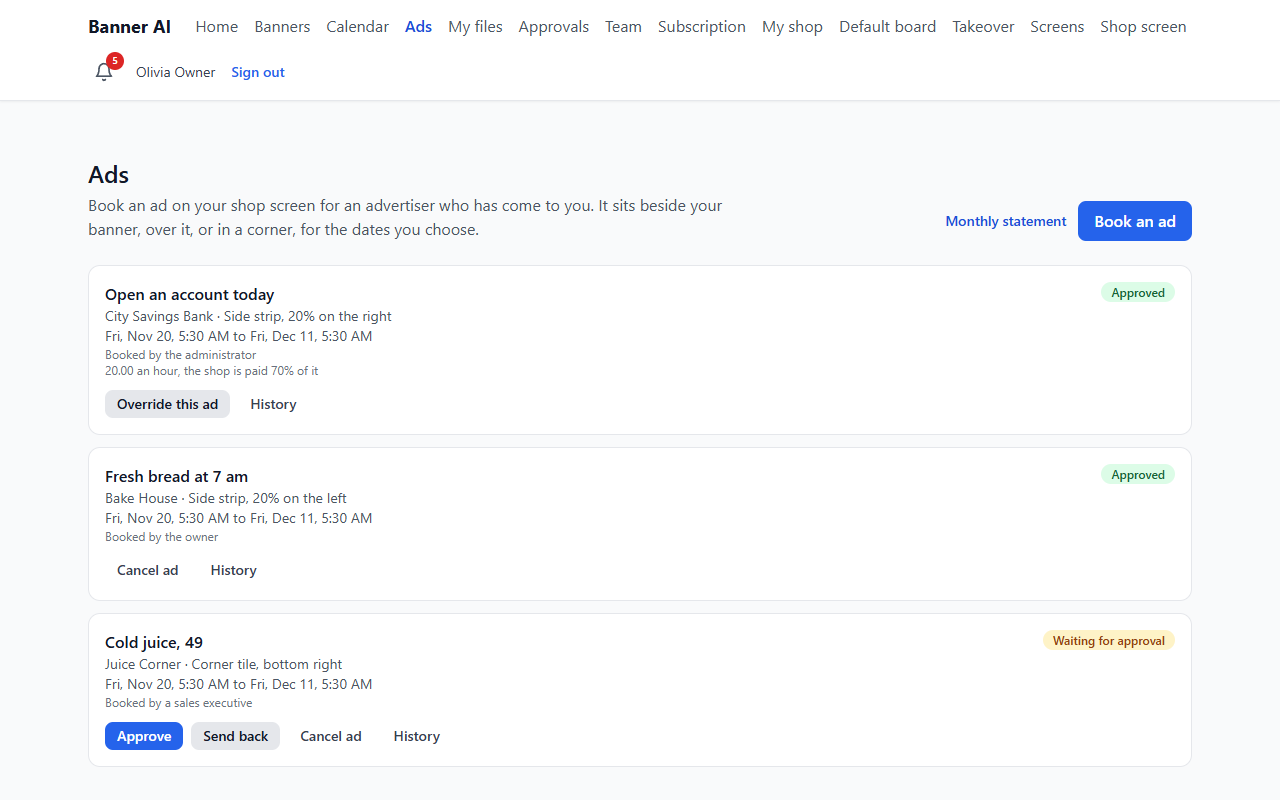 Banner AI Home Banners Calendar Ads My files Approvals Team Subscription My shop Default board Takeover Screens Shop screen
5 Olivia Owner Sign out
Ads
Book an ad on your shop screen for an advertiser who has come to you. It sits beside your
banner, over it, or in a corner, for the dates you choose.
Monthly statement Book an ad
Open an account today Approved
City Savings Bank · Side strip, 20% on the right
Fri, Nov 20, 5:30 AM to Fri, Dec 11, 5:30 AM
Booked by the administrator
20.00 an hour, the shop is paid 70% of it
Override this ad History
Fresh bread at 7 am Approved
Bake House · Side strip, 20% on the left
Fri, Nov 20, 5:30 AM to Fri, Dec 11, 5:30 AM
Booked by the owner
Cancel ad History
Cold juice, 49 Waiting for approval
Juice Corner · Corner tile, bottom right
Fri, Nov 20, 5:30 AM to Fri, Dec 11, 5:30 AM
Booked by a sales executive
Approve Send back Cancel ad History